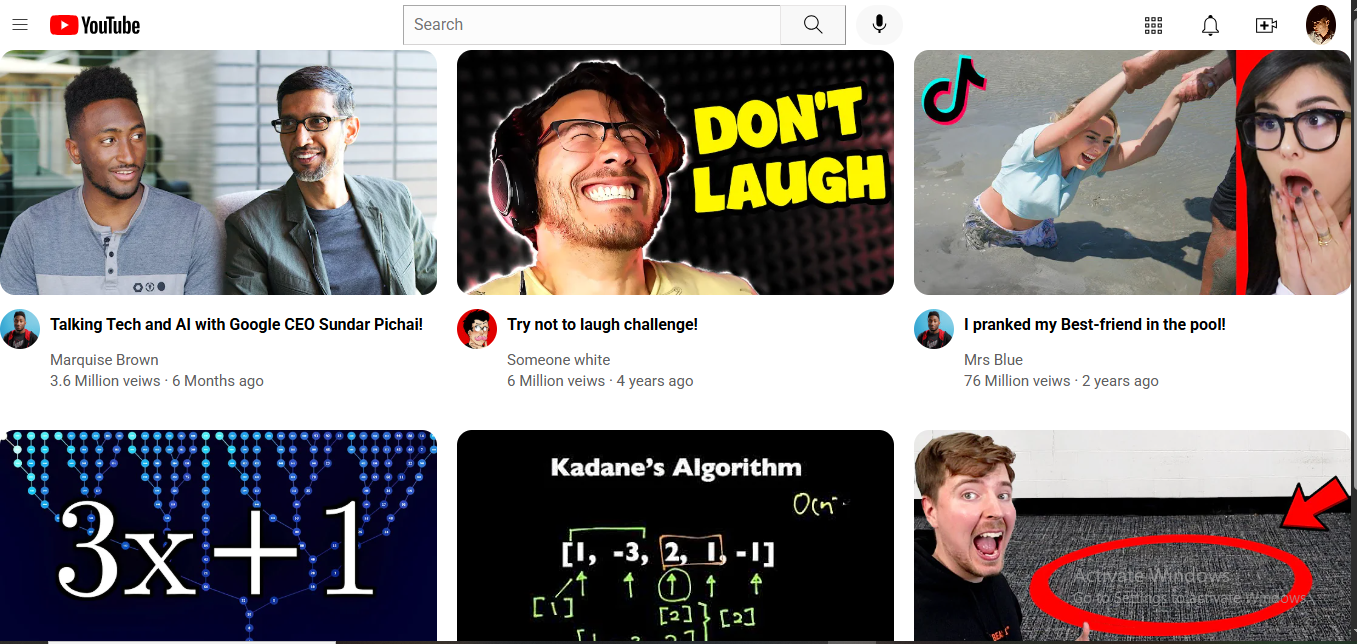 YouTube
Search
DON'T
LAUGH
Talking Tech and AI with Google CEO Sundar Pichai!
Marquise Brown
3.6 Million veiws · 6 Months ago
Try not to laugh challenge!
Someone white
6 Million veiws · 4 years ago
I pranked my Best-friend in the pool!
Mrs Blue
76 Million veiws · 2 years ago
3x+1
Kadane's Algorithm
[1, -3, 2, 1, -1]
[1]
[2] } [2]
Activate Windows
Go to Settings to activate Windows.